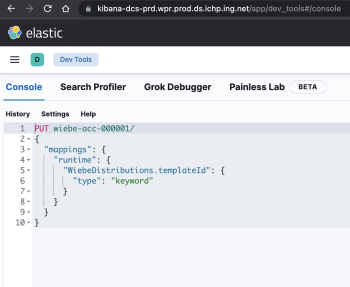 kibana-dcs-prd.wpr.prod.ds.ichp.ing.net/app/dev_tools#/console
elastic
D Dev Tools
Console Search Profiler Grok Debugger Painless Lab BETA
History Settings Help
1 PUT wiebe-acc-000001/
2 {
3 "mappings": {
4 "runtime": {
5 "WiebeDistributions.templateId": {
6 "type": "keyword"
7 }
8 }
9 }
10 }